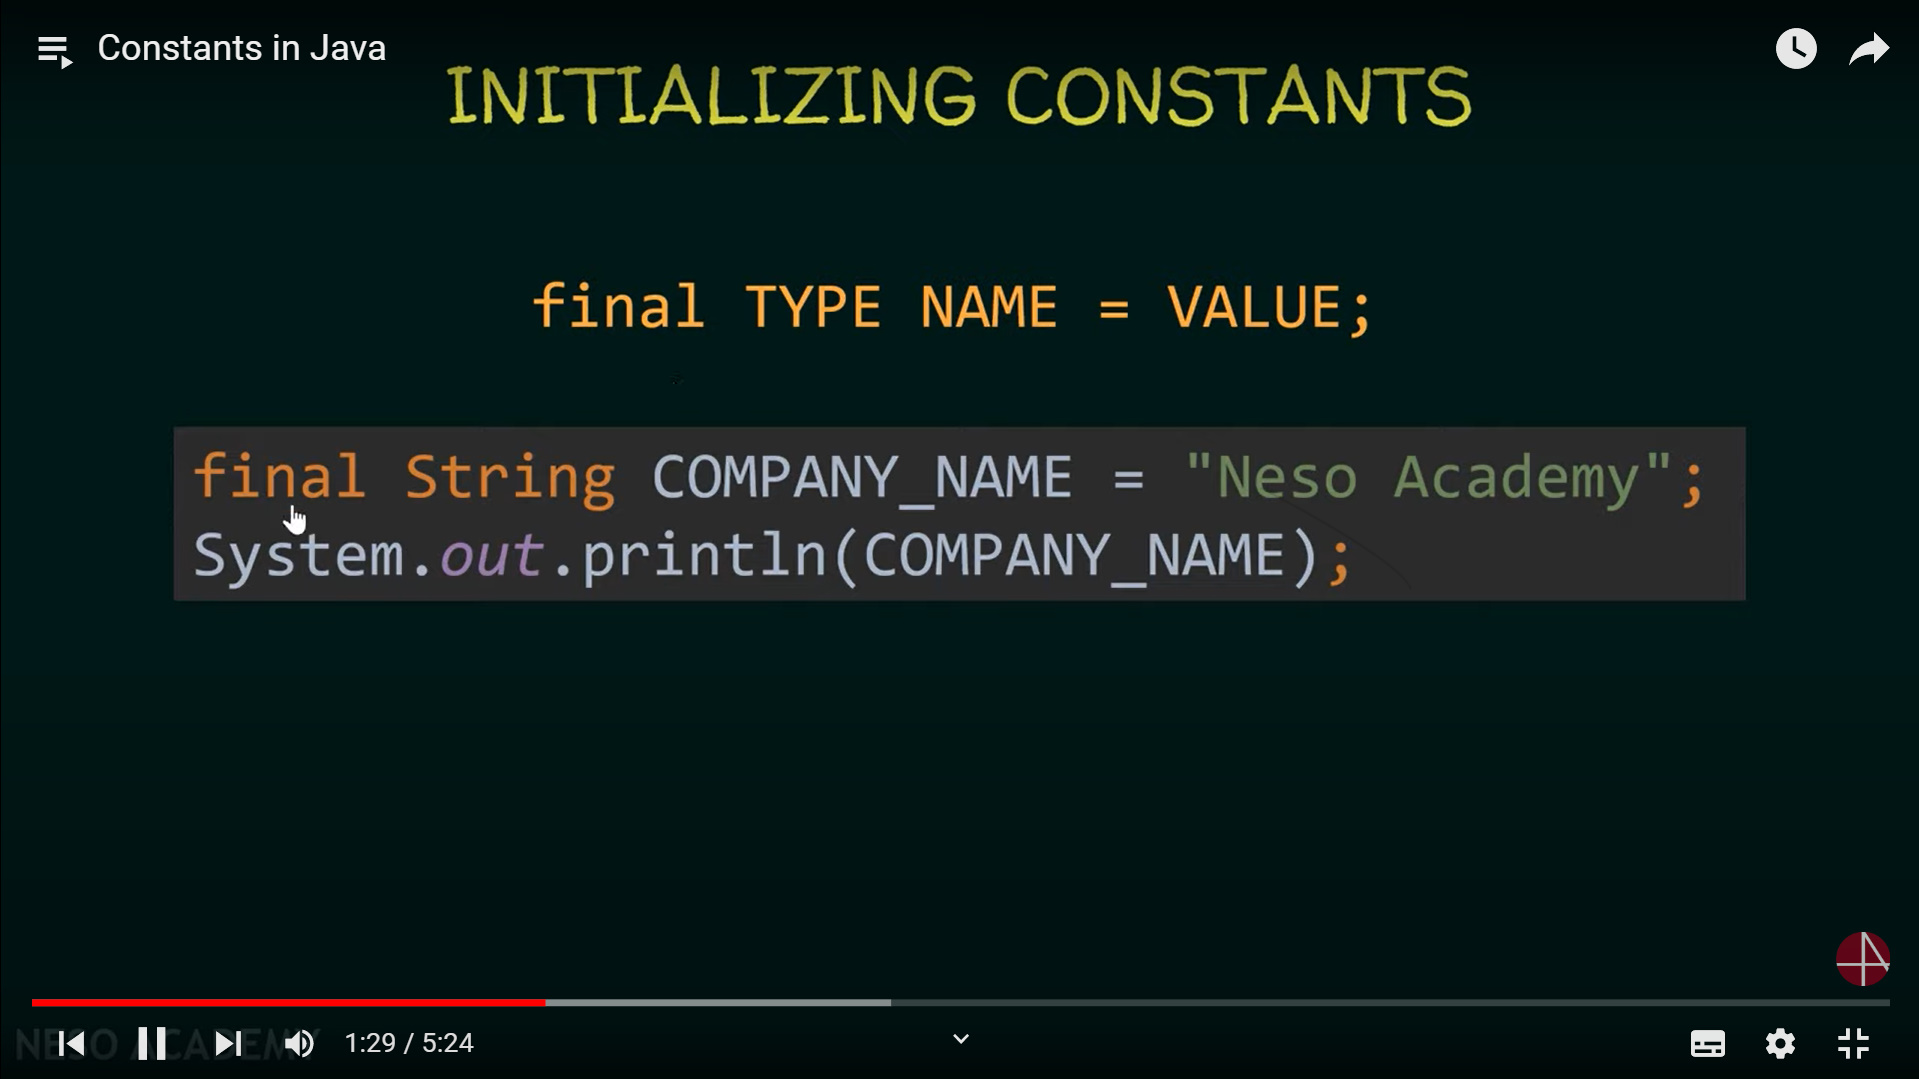 Constants in Java
INITIALIZING CONSTANTS
final TYPE NAME = VALUE;
final String COMPANY_NAME = "Neso Academy";
System.out.println(COMPANY_NAME);
NESO ACADEMY
1:29 / 5:24